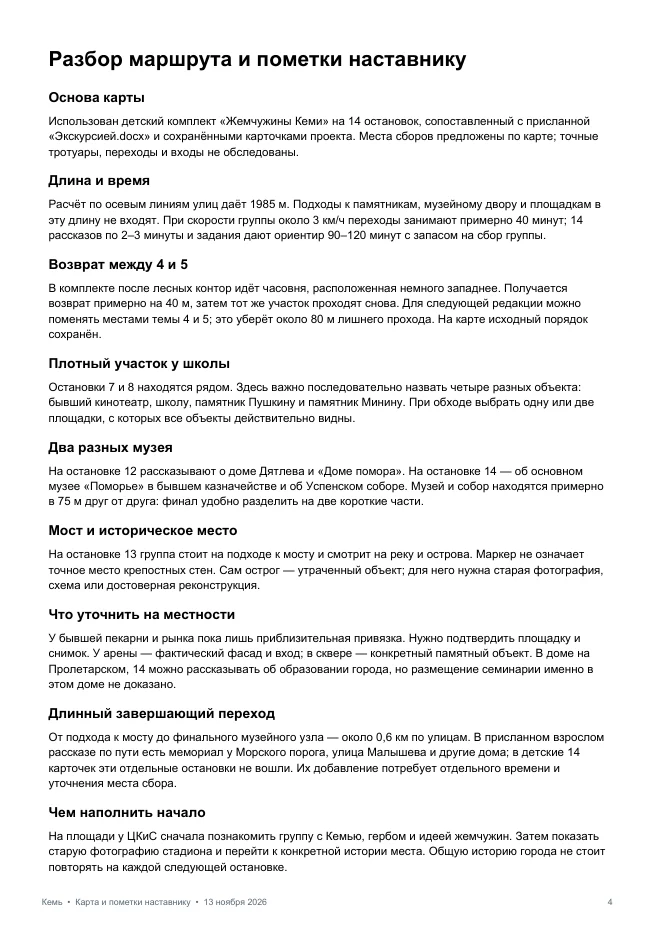 Разбор маршрута и пометки наставнику
Основа карты
Использован детский комплект «Жемчужины Кеми» на 14 остановок, сопоставленный с присланной
«Экскурсией.docx» и сохранёнными карточками проекта. Места сборов предложены по карте; точные
тротуары, переходы и входы не обследованы.
Длина и время
Расчёт по осевым линиям улиц даёт 1985 м. Подходы к памятникам, музейному двору и площадкам в
эту длину не входят. При скорости группы около 3 км/ч переходы занимают примерно 40 минут; 14
рассказов по 2–3 минуты и задания дают ориентир 90–120 минут с запасом на сбор группы.
Возврат между 4 и 5
В комплекте после лесных контор идёт часовня, расположенная немного западнее. Получается
возврат примерно на 40 м, затем тот же участок проходят снова. Для следующей редакции можно
поменять местами темы 4 и 5; это уберёт около 80 м лишнего прохода. На карте исходный порядок
сохранён.
Плотный участок у школы
Остановки 7 и 8 находятся рядом. Здесь важно последовательно назвать четыре разных объекта:
бывший кинотеатр, школу, памятник Пушкину и памятник Минину. При обходе выбрать одну или две
площадки, с которых все объекты действительно видны.
Два разных музея
На остановке 12 рассказывают о доме Дятлева и «Доме помора». На остановке 14 — об основном
музее «Поморье» в бывшем казначействе и об Успенском соборе. Музей и собор находятся примерно
в 75 м друг от друга: финал удобно разделить на две короткие части.
Мост и историческое место
На остановке 13 группа стоит на подходе к мосту и смотрит на реку и острова. Маркер не означает
точное место крепостных стен. Сам острог — утраченный объект; для него нужна старая фотография,
схема или достоверная реконструкция.
Что уточнить на местности
У бывшей пекарни и рынка пока лишь приблизительная привязка. Нужно подтвердить площадку и
снимок. У арены — фактический фасад и вход; в сквере — конкретный памятный объект. В доме на
Пролетарском, 14 можно рассказывать об образовании города, но размещение семинарии именно в
этом доме не доказано.
Длинный завершающий переход
От подхода к мосту до финального музейного узла — около 0,6 км по улицам. В присланном взрослом
рассказе по пути есть мемориал у Морского порога, улица Малышева и другие дома; в детские 14
карточек эти отдельные остановки не вошли. Их добавление потребует отдельного времени и
уточнения места сбора.
Чем наполнить начало
На площади у ЦКиС сначала познакомить группу с Кемью, гербом и идеей жемчужин. Затем показать
старую фотографию стадиона и перейти к конкретной истории места. Общую историю города не стоит
повторять на каждой следующей остановке.
Кемь • Карта и пометки наставнику • 13 ноября 2026
4